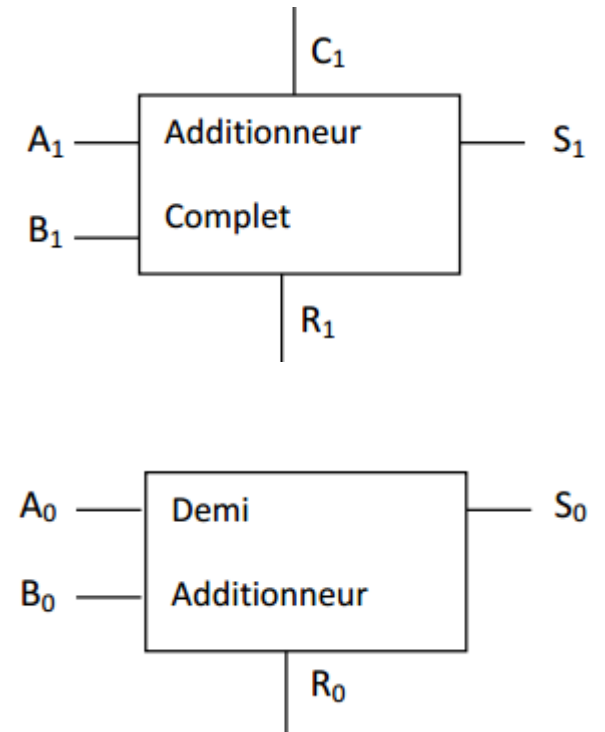 C₁
A₁ Additionneur S₁
B₁ Complet
R₁
A₀ Demi S₀
B₀ Additionneur
R₀